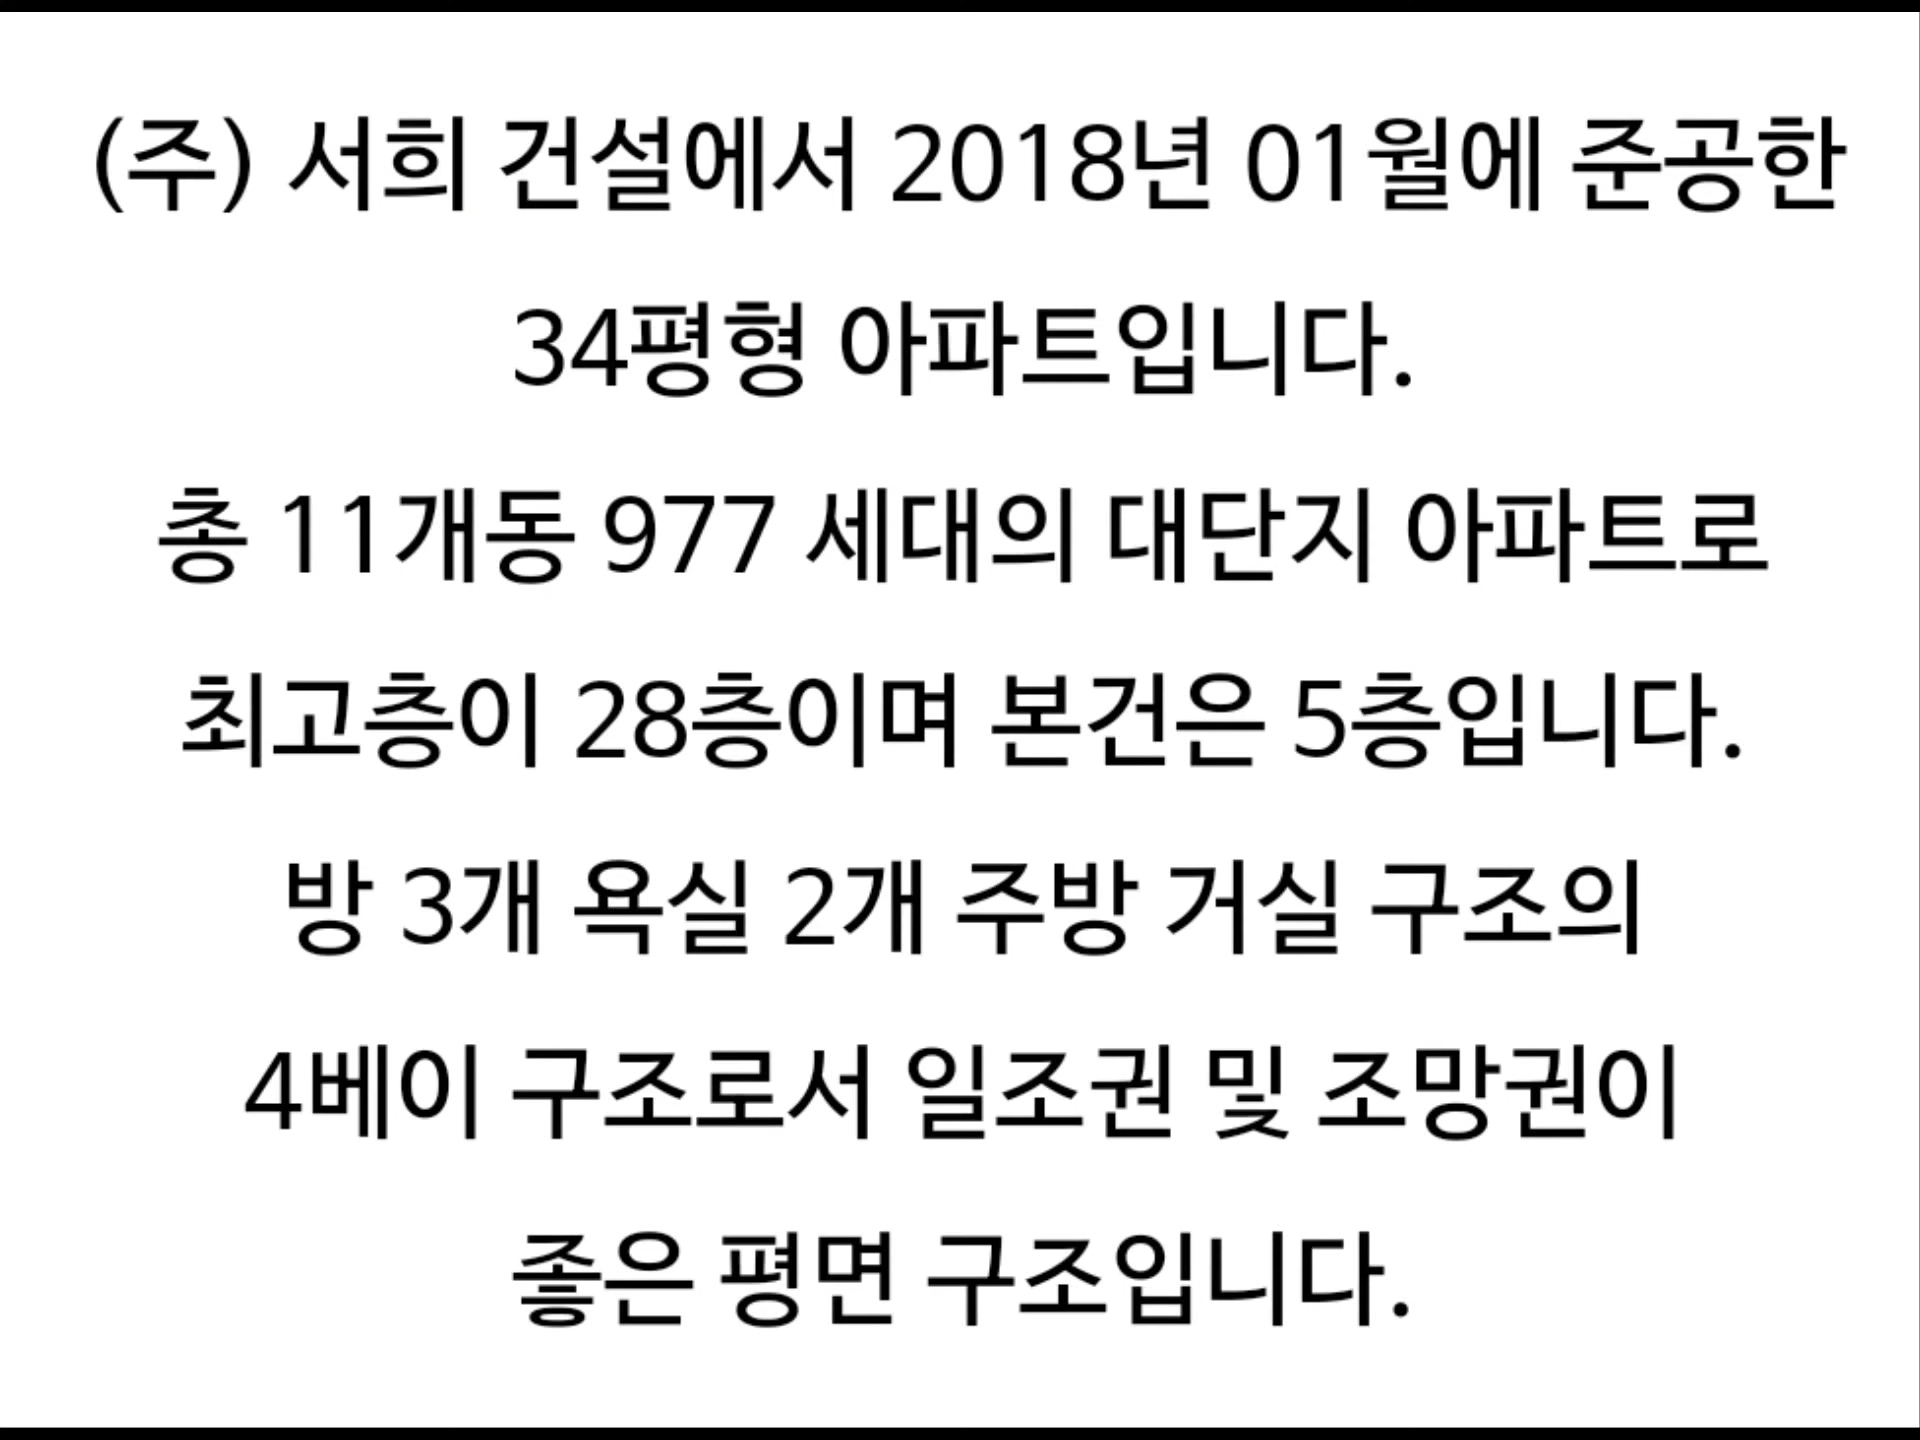 (주) 서희 건설에서 2018년 01월에 준공한
34평형 아파트입니다.
총 11개동 977 세대의 대단지 아파트로
최고층이 28층이며 본건은 5층입니다.
방 3개 욕실 2개 주방 거실 구조의
4베이 구조로서 일조권 및 조망권이
좋은 평면 구조입니다.